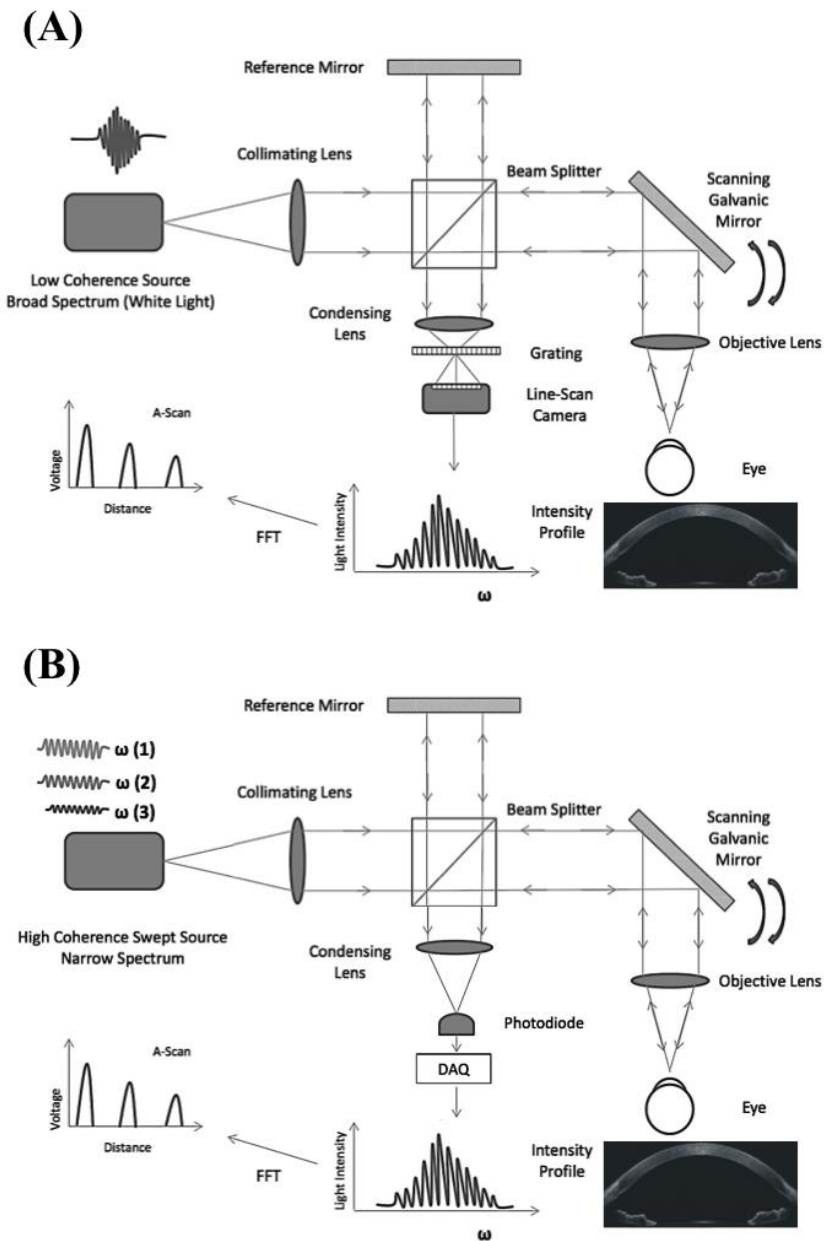 (A)
Reference Mirror
Collimating Lens
Beam Splitter
Scanning
Galvanic
Mirror
Low Coherence Source
Broad Spectrum (White Light)
Condensing
Lens
Grating
Objective Lens
Line-Scan
Camera
Voltage
A-Scan
Distance
FFT
Light Intensity
ω
Eye
Intensity
Profile
(B)
Reference Mirror
ω (1)
ω (2)
ω (3)
Collimating Lens
Beam Splitter
Scanning
Galvanic
Mirror
High Coherence Swept Source
Narrow Spectrum
Condensing
Lens
Objective Lens
Photodiode
DAQ
Voltage
A-Scan
Distance
FFT
Light Intensity
ω
Eye
Intensity
Profile